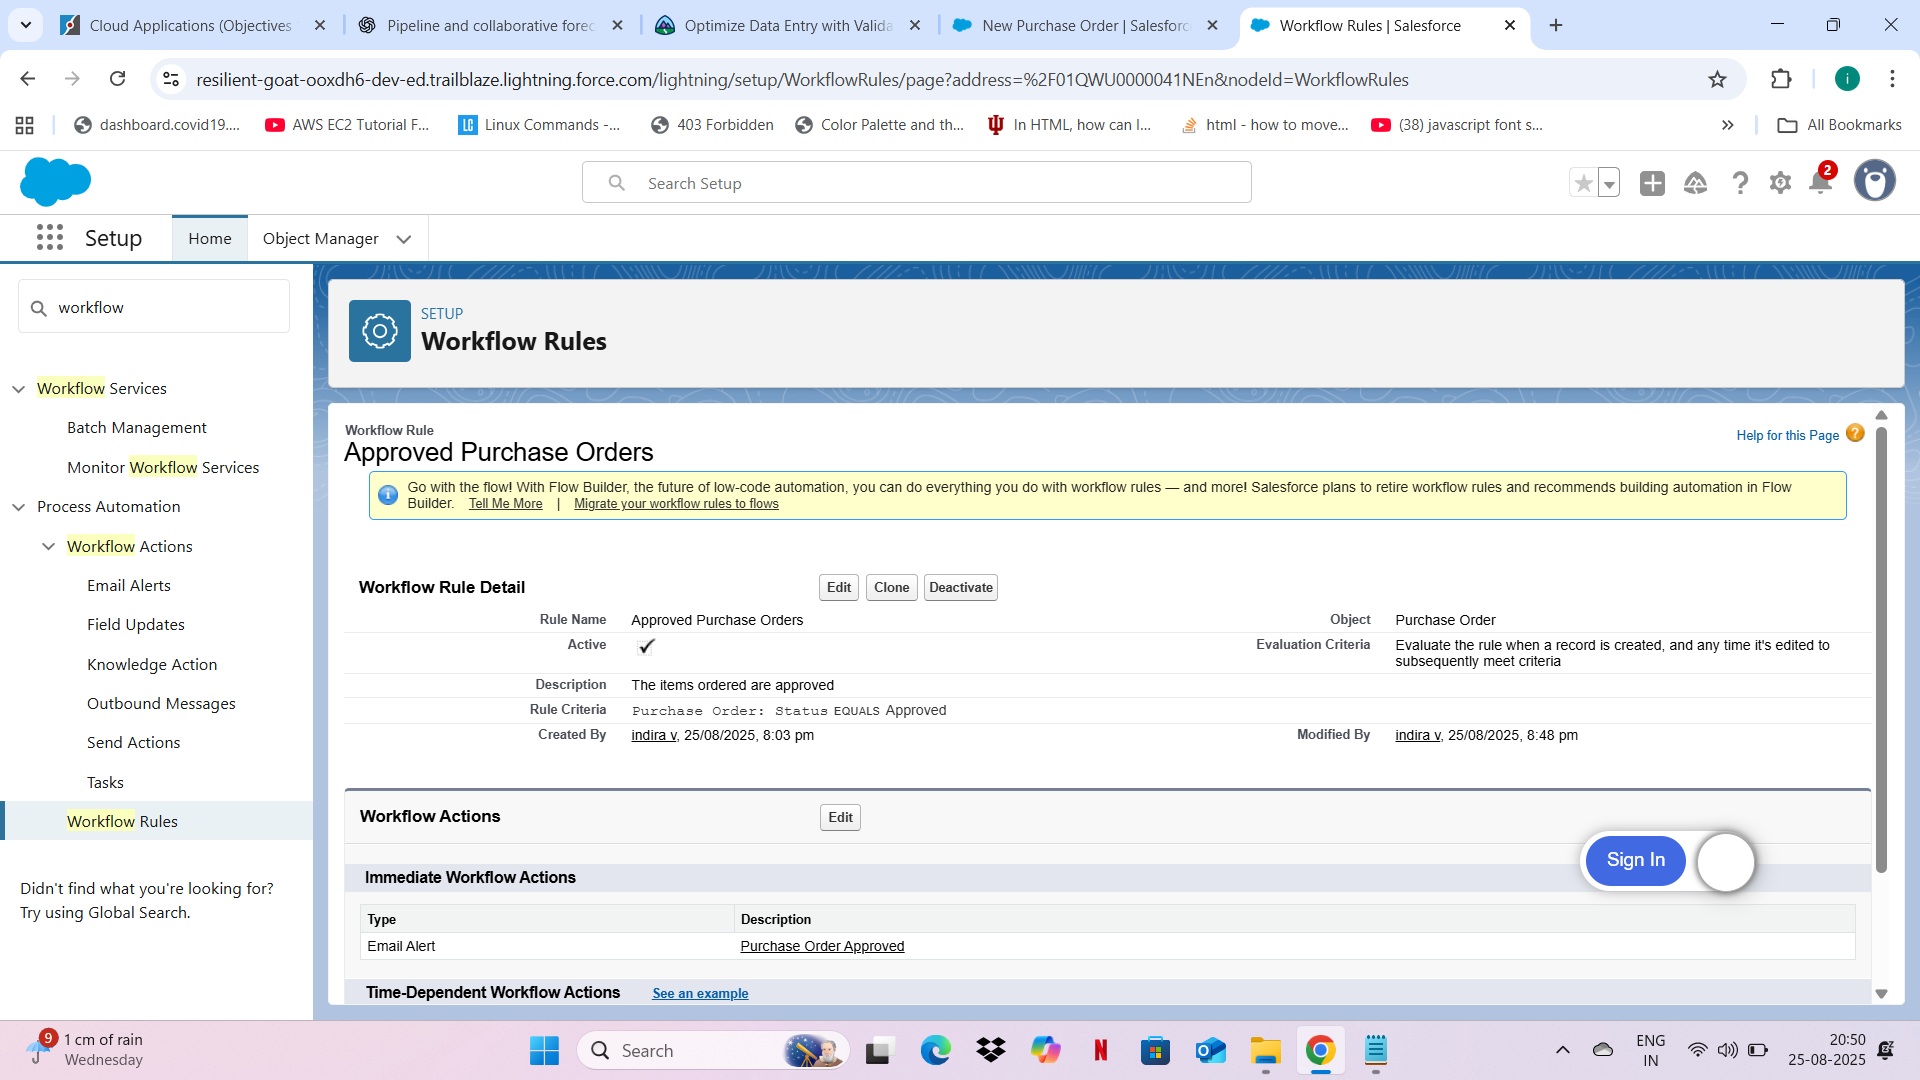 Cloud Applications (Objectives
Pipeline and collaborative forec
Optimize Data Entry with Valida
New Purchase Order | Salesforc
Workflow Rules | Salesforce
resilient-goat-ooxdh6-dev-ed.trailblaze.lightning.force.com/lightning/setup/WorkflowRules/page?address=%2F01QWU0000041NEn&nodeId=WorkflowRules
i
dashboard.covid19....
AWS EC2 Tutorial F...
LC
Linux Commands -...
403 Forbidden
Color Palette and th...
In HTML, how can I...
html - how to move...
(38) javascript font s...
All Bookmarks
Search Setup
2
Setup
Home
Object Manager
workflow
Workflow Services
Batch Management
Monitor Workflow Services
Process Automation
Workflow Actions
Email Alerts
Field Updates
Knowledge Action
Outbound Messages
Send Actions
Tasks
Workflow Rules
Didn't find what you're looking for?
Try using Global Search.
SETUP
Workflow Rules
Workflow Rule
Approved Purchase Orders
Help for this Page
Go with the flow! With Flow Builder, the future of low-code automation, you can do everything you do with workflow rules — and more! Salesforce plans to retire workflow rules and recommends building automation in Flow
Builder. Tell Me More | Migrate your workflow rules to flows
Workflow Rule Detail
Edit
Clone
Deactivate
Rule Name Approved Purchase Orders
Object Purchase Order
Active
Evaluation Criteria Evaluate the rule when a record is created, and any time it's edited to
subsequently meet criteria
Description The items ordered are approved
Rule Criteria Purchase Order: Status EQUALS Approved
Created By indira v, 25/08/2025, 8:03 pm
Modified By indira v, 25/08/2025, 8:48 pm
Workflow Actions
Edit
Sign In
Immediate Workflow Actions
Type Description
Email Alert Purchase Order Approved
Time-Dependent Workflow Actions See an example
9
1 cm of rain
Wednesday
Search
N
ENG
IN
20:50
25-08-2025